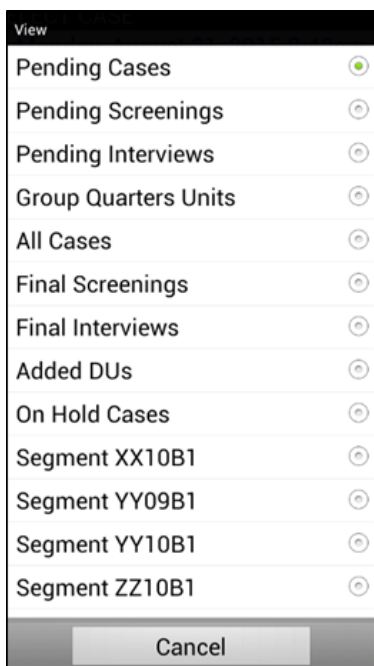 View
Pending Cases
Pending Screenings
Pending Interviews
Group Quarters Units
All Cases
Final Screenings
Final Interviews
Added DUs
On Hold Cases
Segment XX10B1
Segment YY09B1
Segment YY10B1
Segment ZZ10B1
Cancel